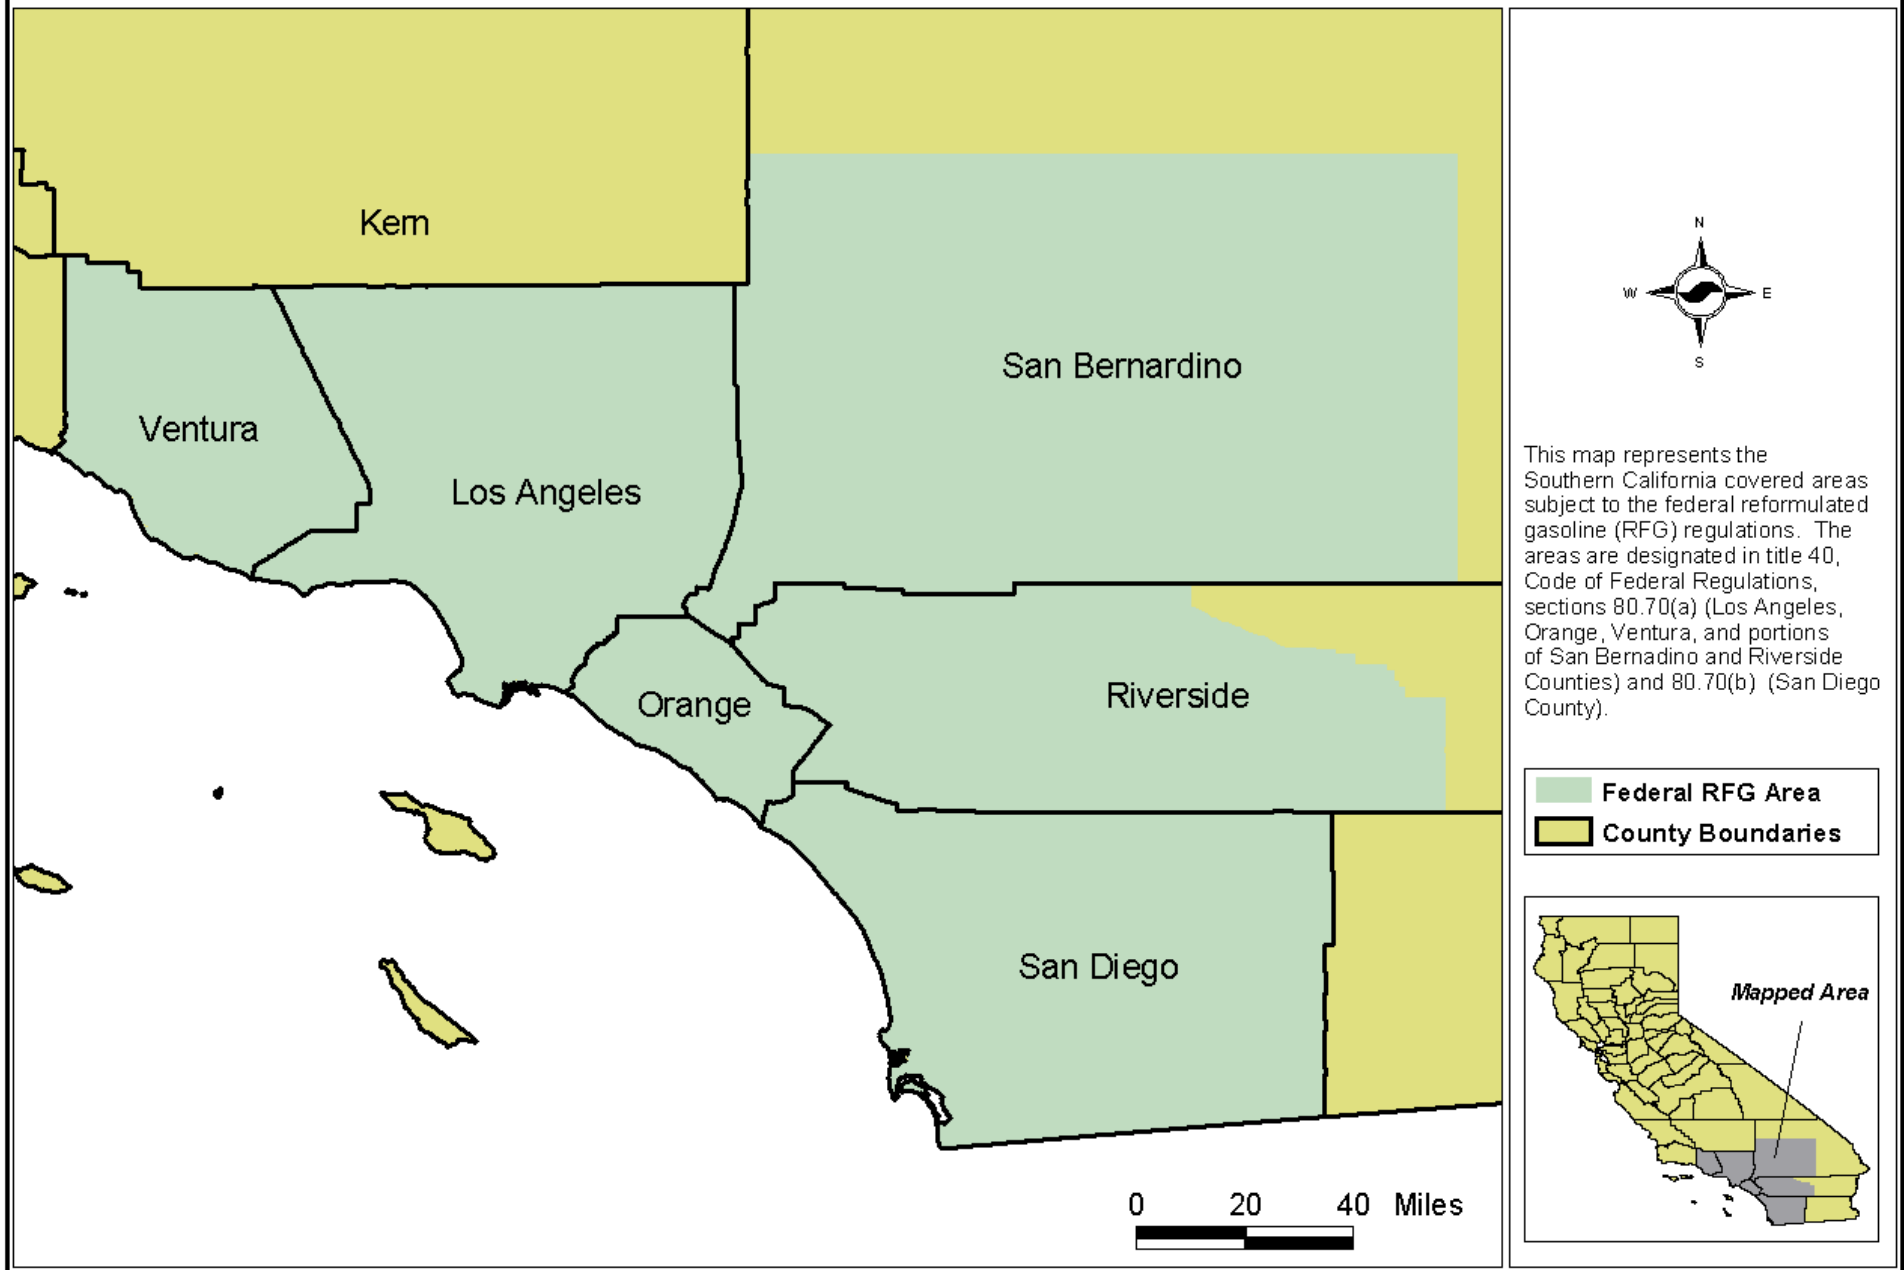 Kern
San Bernardino
Ventura
Los Angeles
Orange
Riverside
San Diego
0 20 40 Miles
N
W E
S
This map represents the
Southern California covered areas
subject to the federal reformulated
gasoline (RFG) regulations. The
areas are designated in title 40,
Code of Federal Regulations,
sections 80.70(a) (Los Angeles,
Orange, Ventura, and portions
of San Bernadino and Riverside
Counties) and 80.70(b) (San Diego
County).
Federal RFG Area
County Boundaries
Mapped Area